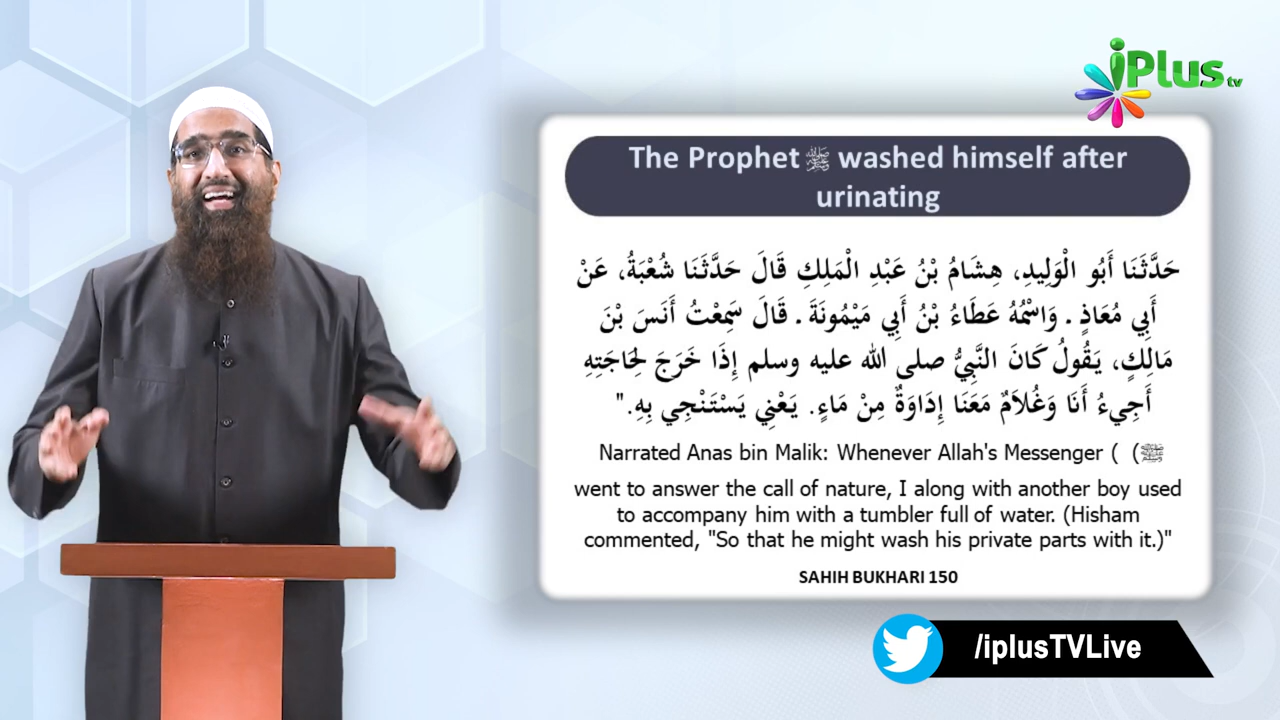 iPlus tv
The Prophet ﷺ washed himself after
urinating
حَدَّثَنَا أَبُو الْوَلِيدِ، هِشَامُ بْنُ عَبْدِ الْمَلِكِ قَالَ حَدَّثَنَا شُعْبَةُ، عَنْ
أَبِي مُعَاذٍ ـ وَاسْمُهُ عَطَاءُ بْنُ أَبِي مَيْمُونَةَ ـ قَالَ سَمِعْتُ أَنَسَ بْنَ
مَالِكٍ، يَقُولُ كَانَ النَّبِيُّ صلى الله عليه وسلم إِذَا خَرَجَ لِحَاجَتِهِ
أَجِيءُ أَنَا وَغُلاَمٌ مَعَنَا إِدَاوَةٌ مِنْ مَاءٍ. يَعْنِي يَسْتَنْجِي بِهِ."
Narrated Anas bin Malik: Whenever Allah's Messenger ( (ﷺ
went to answer the call of nature, I along with another boy used
to accompany him with a tumbler full of water. (Hisham
commented, "So that he might wash his private parts with it.)"
SAHIH BUKHARI 150
/iplusTVLive